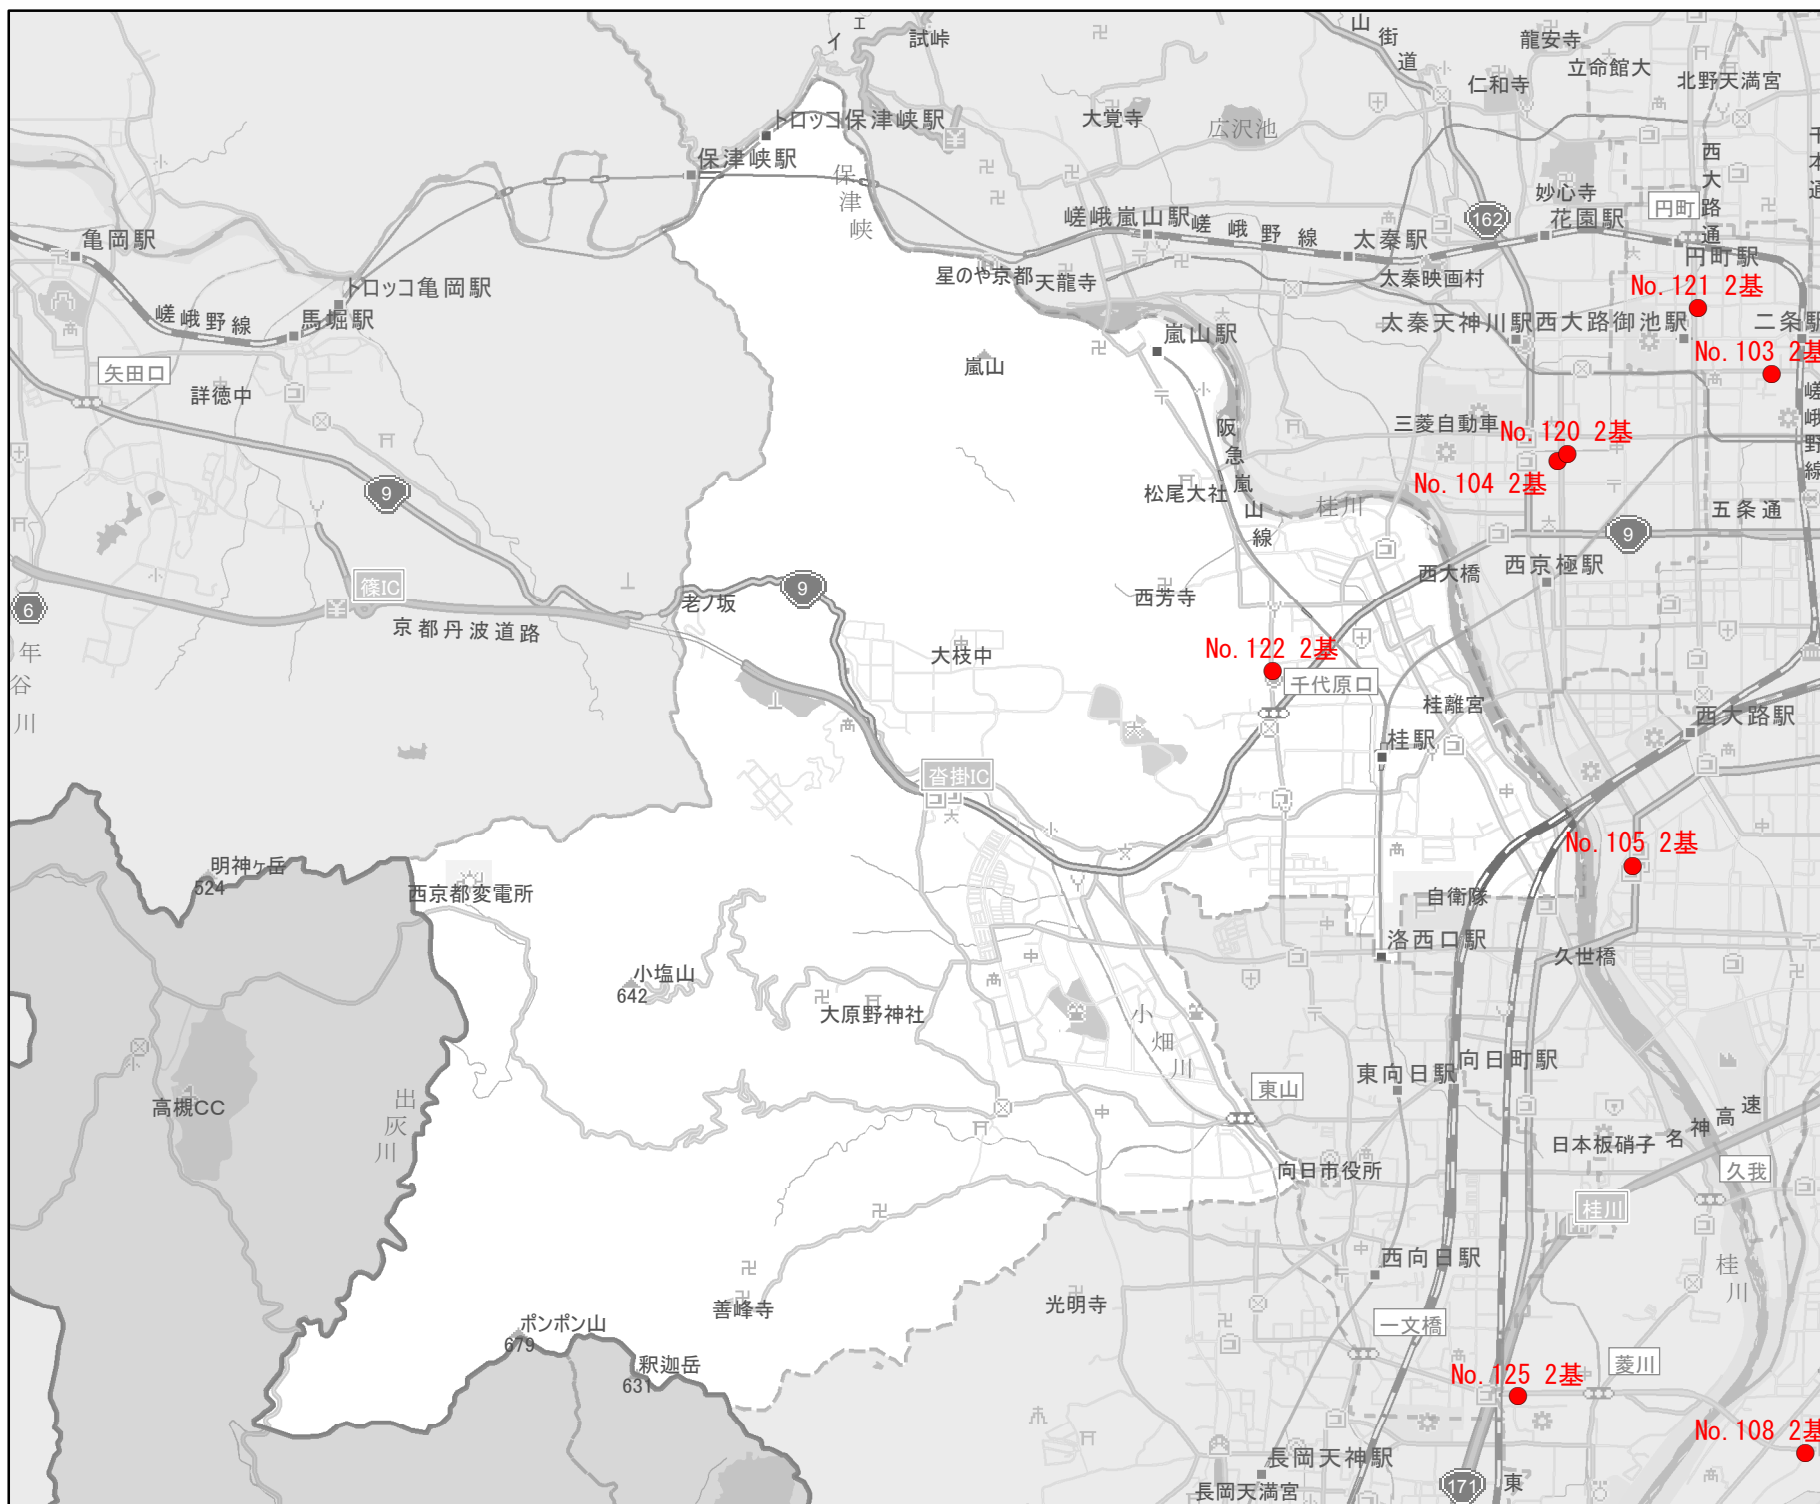 試峠
山
街
道
龍安寺
立命館大
仁和寺
北野天満宮
トロッコ保津峡駅
大覚寺
広沢池
保津峡駅
保
津
峡
西
大
路
通
妙心寺
円町
162
嵯峨嵐山駅
嵯峨野線
太秦駅
花園駅
円町駅
亀岡駅
星のや京都
天龍寺
太秦映画村
トロッコ亀岡駅
No.121 2基
嵯峨野線
馬堀駅
太秦天神川駅
西大路御池駅
二条駅
嵐山駅
No.103 2基
嵐山
矢田口
詳徳中
嵯
峨
野
線
阪
急
嵐
山
線
三菱自動車
No.120 2基
No.104 2基
松尾大社
9
桂川
五条通
9
西大橋
西京極駅
篠IC
9
老ノ坂
西芳寺
6
京都丹波道路
年
谷
川
大枝中
No.122 2基
千代原口
桂離宮
西大路駅
桂駅
沓掛IC
No.105 2基
明神ヶ岳
524
西京都変電所
自衛隊
洛西口駅
久世橋
小塩山
642
大原野神社
小
畑
川
東向日駅
向日町駅
東山
高槻CC
出
灰
川
名神高速
日本板硝子
久我
向日市役所
桂川
桂
川
西向日駅
善峰寺
光明寺
ポンポン山
679
一文橋
釈迦岳
631
菱川
No.125 2基
No.108 2基
長岡天神駅
171
東
長岡天満宮